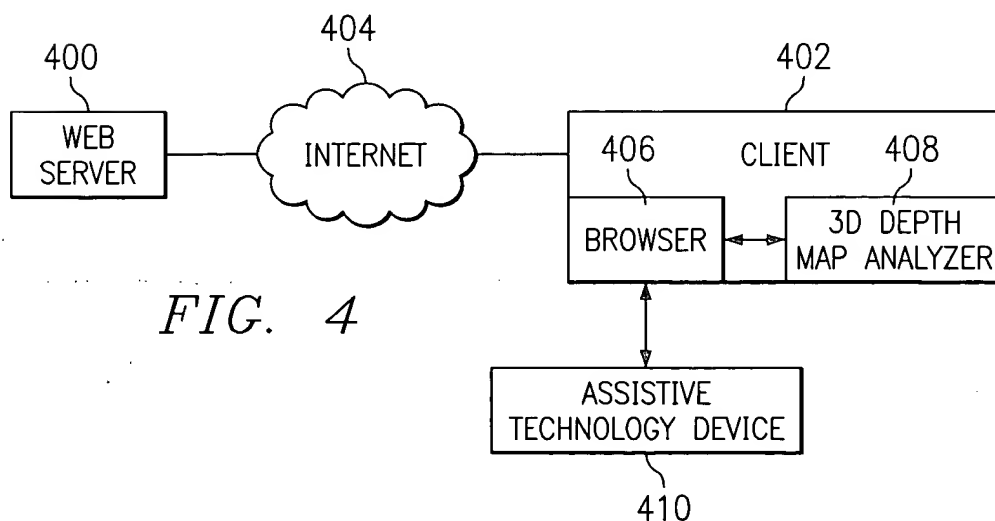 400
404
402
WEB
SERVER
INTERNET
CLIENT
406
408
BROWSER
3D DEPTH
MAP ANALYZER
FIG. 4
ASSISTIVE
TECHNOLOGY DEVICE
410